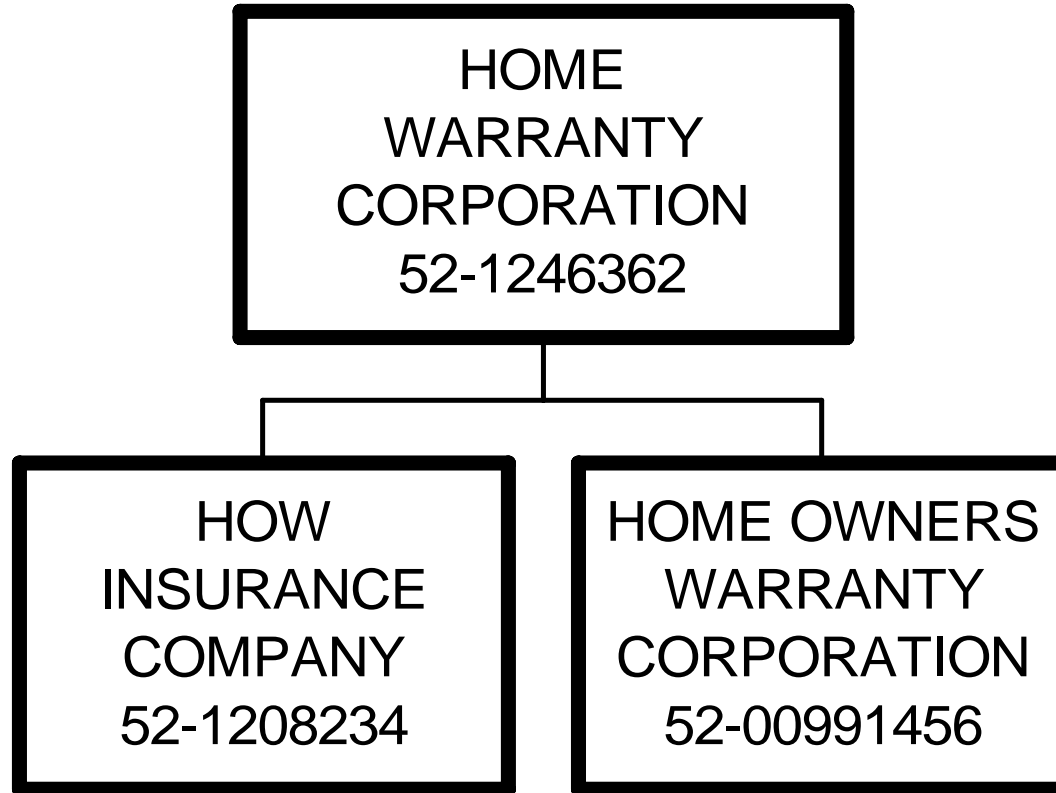 HOME
WARRANTY
CORPORATION
52-1246362
HOW
INSURANCE
COMPANY
52-1208234
HOME OWNERS
WARRANTY
CORPORATION
52-00991456